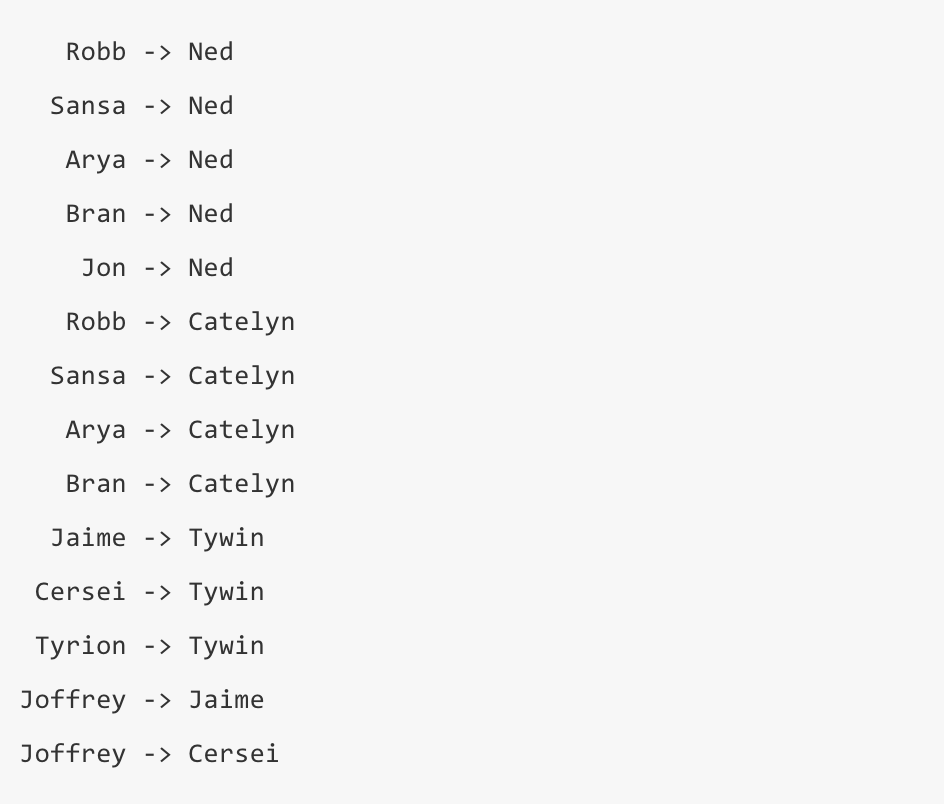 Robb -> Ned
Sansa -> Ned
Arya -> Ned
Bran -> Ned
Jon -> Ned
Robb -> Catelyn
Sansa -> Catelyn
Arya -> Catelyn
Bran -> Catelyn
Jaime -> Tywin
Cersei -> Tywin
Tyrion -> Tywin
Joffrey -> Jaime
Joffrey -> Cersei